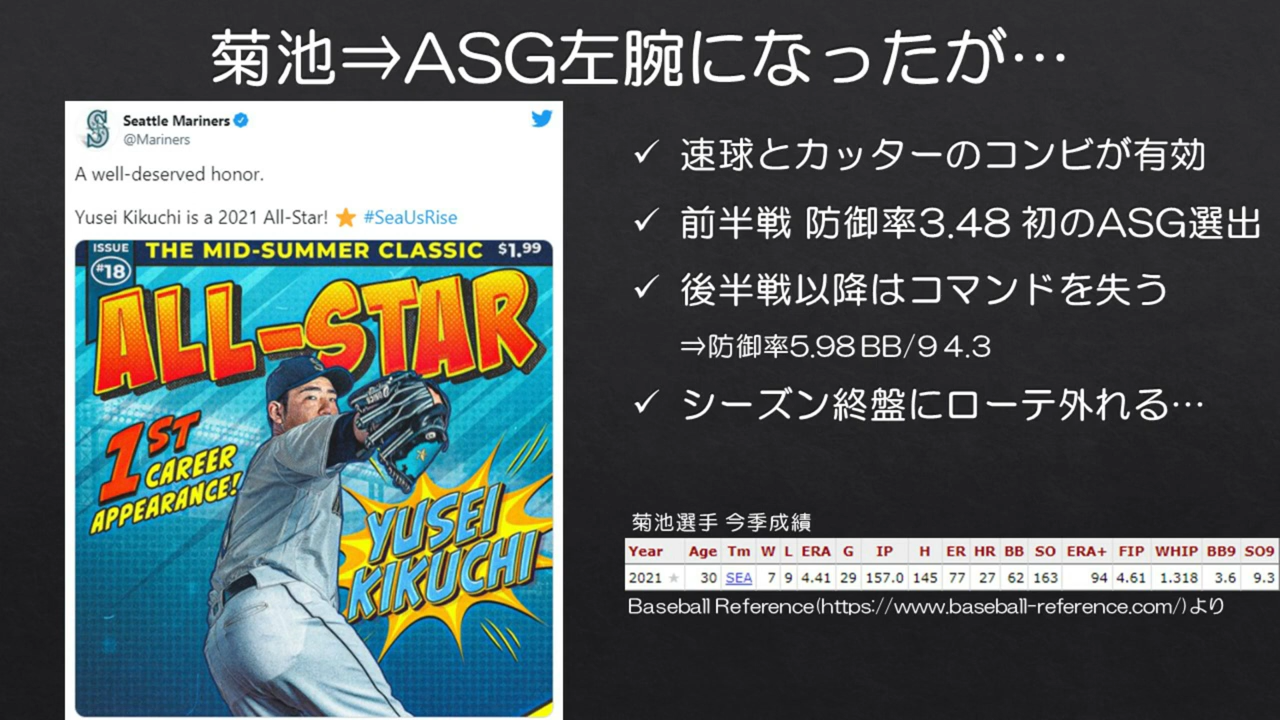 菊池⇒ASG左腕になったが…
Seattle Mariners
@Mariners
A well-deserved honor.
Yusei Kikuchi is a 2021 All-Star! ⭐ #SeaUsRise
ISSUE
#18
THE MID-SUMMER CLASSIC
$1.99
ALL-STAR
1ST
CAREER
APPEARANCE!
YUSEI
KIKUCHI
✓ 速球とカッターのコンビが有効
✓ 前半戦 防御率3.48 初のASG選出
✓ 後半戦以降はコマンドを失う
⇒防御率5.98 BB/9 4.3
✓ シーズン終盤にローテ外れる…
菊池選手 今季成績
Year Age Tm W L ERA G IP H ER HR BB SO ERA+ FIP WHIP BB9 SO9
2021 ★ 30 SEA 7 9 4.41 29 157.0 145 77 27 62 163 94 4.61 1.318 3.6 9.3
Baseball Reference(https://www.baseball-reference.com/)より